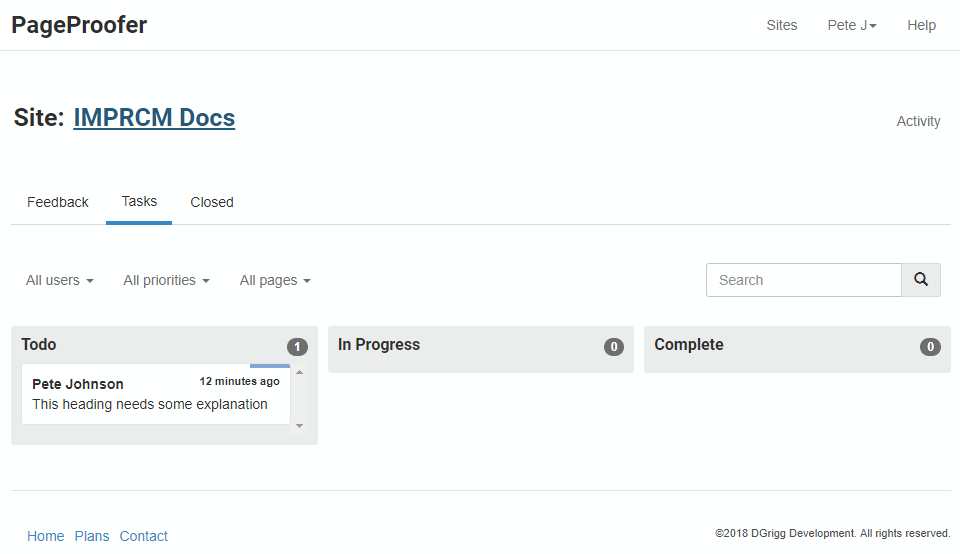 PageProofer
Sites Pete J Help
Site: IMPRCM Docs
Activity
Feedback Tasks Closed
All users All priorities All pages Search
Todo 1 In Progress 0 Complete 0
Pete Johnson 12 minutes ago
This heading needs some explanation
Home Plans Contact ©2018 DGrigg Development. All rights reserved.